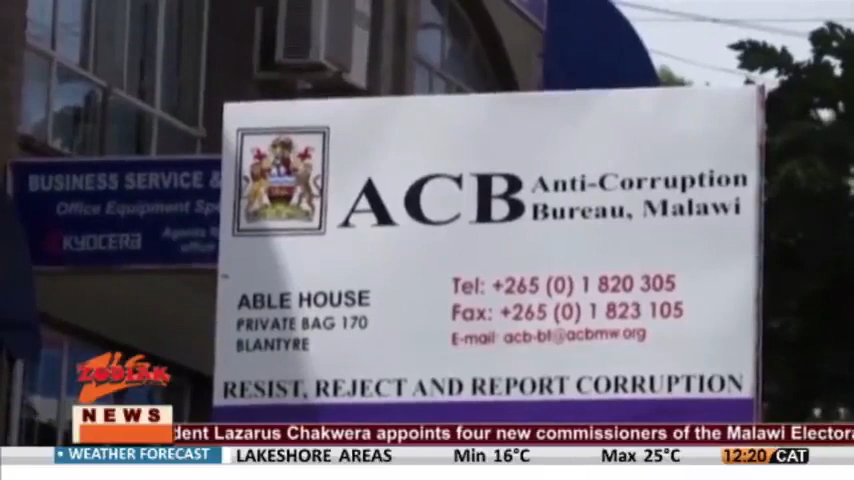 BUSINESS SERVICE &
Office Equipment
KYOCERA
Agents
office
ACB Anti-Corruption
Bureau, Malawi
ABLE HOUSE
PRIVATE BAG 170
BLANTYRE
Tel: +265 (0) 1 820 305
Fax: +265 (0) 1 823 105
E-mail: acb-bt@acbmw.org
RESIST, REJECT AND REPORT CORRUPTION
ZODIAK
NEWS
dent Lazarus Chakwera appoints four new commissioners of the Malawi Electora
• WEATHER FORECAST LAKESHORE AREAS Min 16°C Max 25°C 12:20 CAT